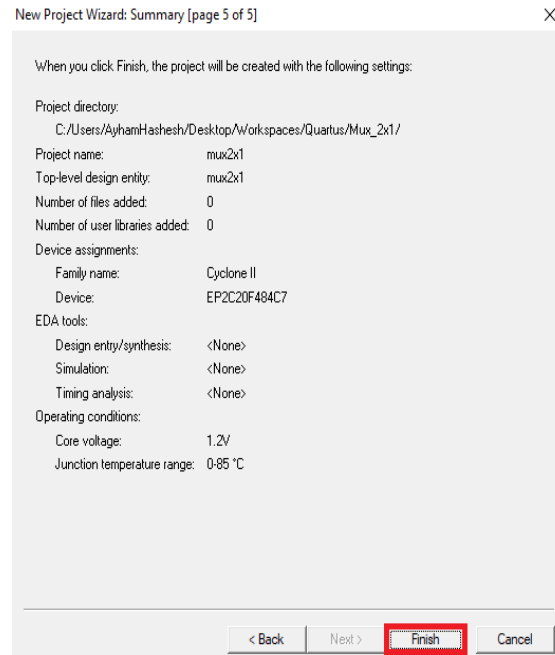 New Project Wizard: Summary [page 5 of 5]
When you click Finish, the project will be created with the following settings:
Project directory:
C:/Users/AyhamHashesh/Desktop/Workspaces/Quartus/Mux_2x1/
Project name: mux2x1
Top-level design entity: mux2x1
Number of files added: 0
Number of user libraries added: 0
Device assignments:
Family name: Cyclone II
Device: EP2C20F484C7
EDA tools:
Design entry/synthesis: <None>
Simulation: <None>
Timing analysis: <None>
Operating conditions:
Core voltage: 1.2V
Junction temperature range: 0-85 °C
< Back Next > Finish Cancel